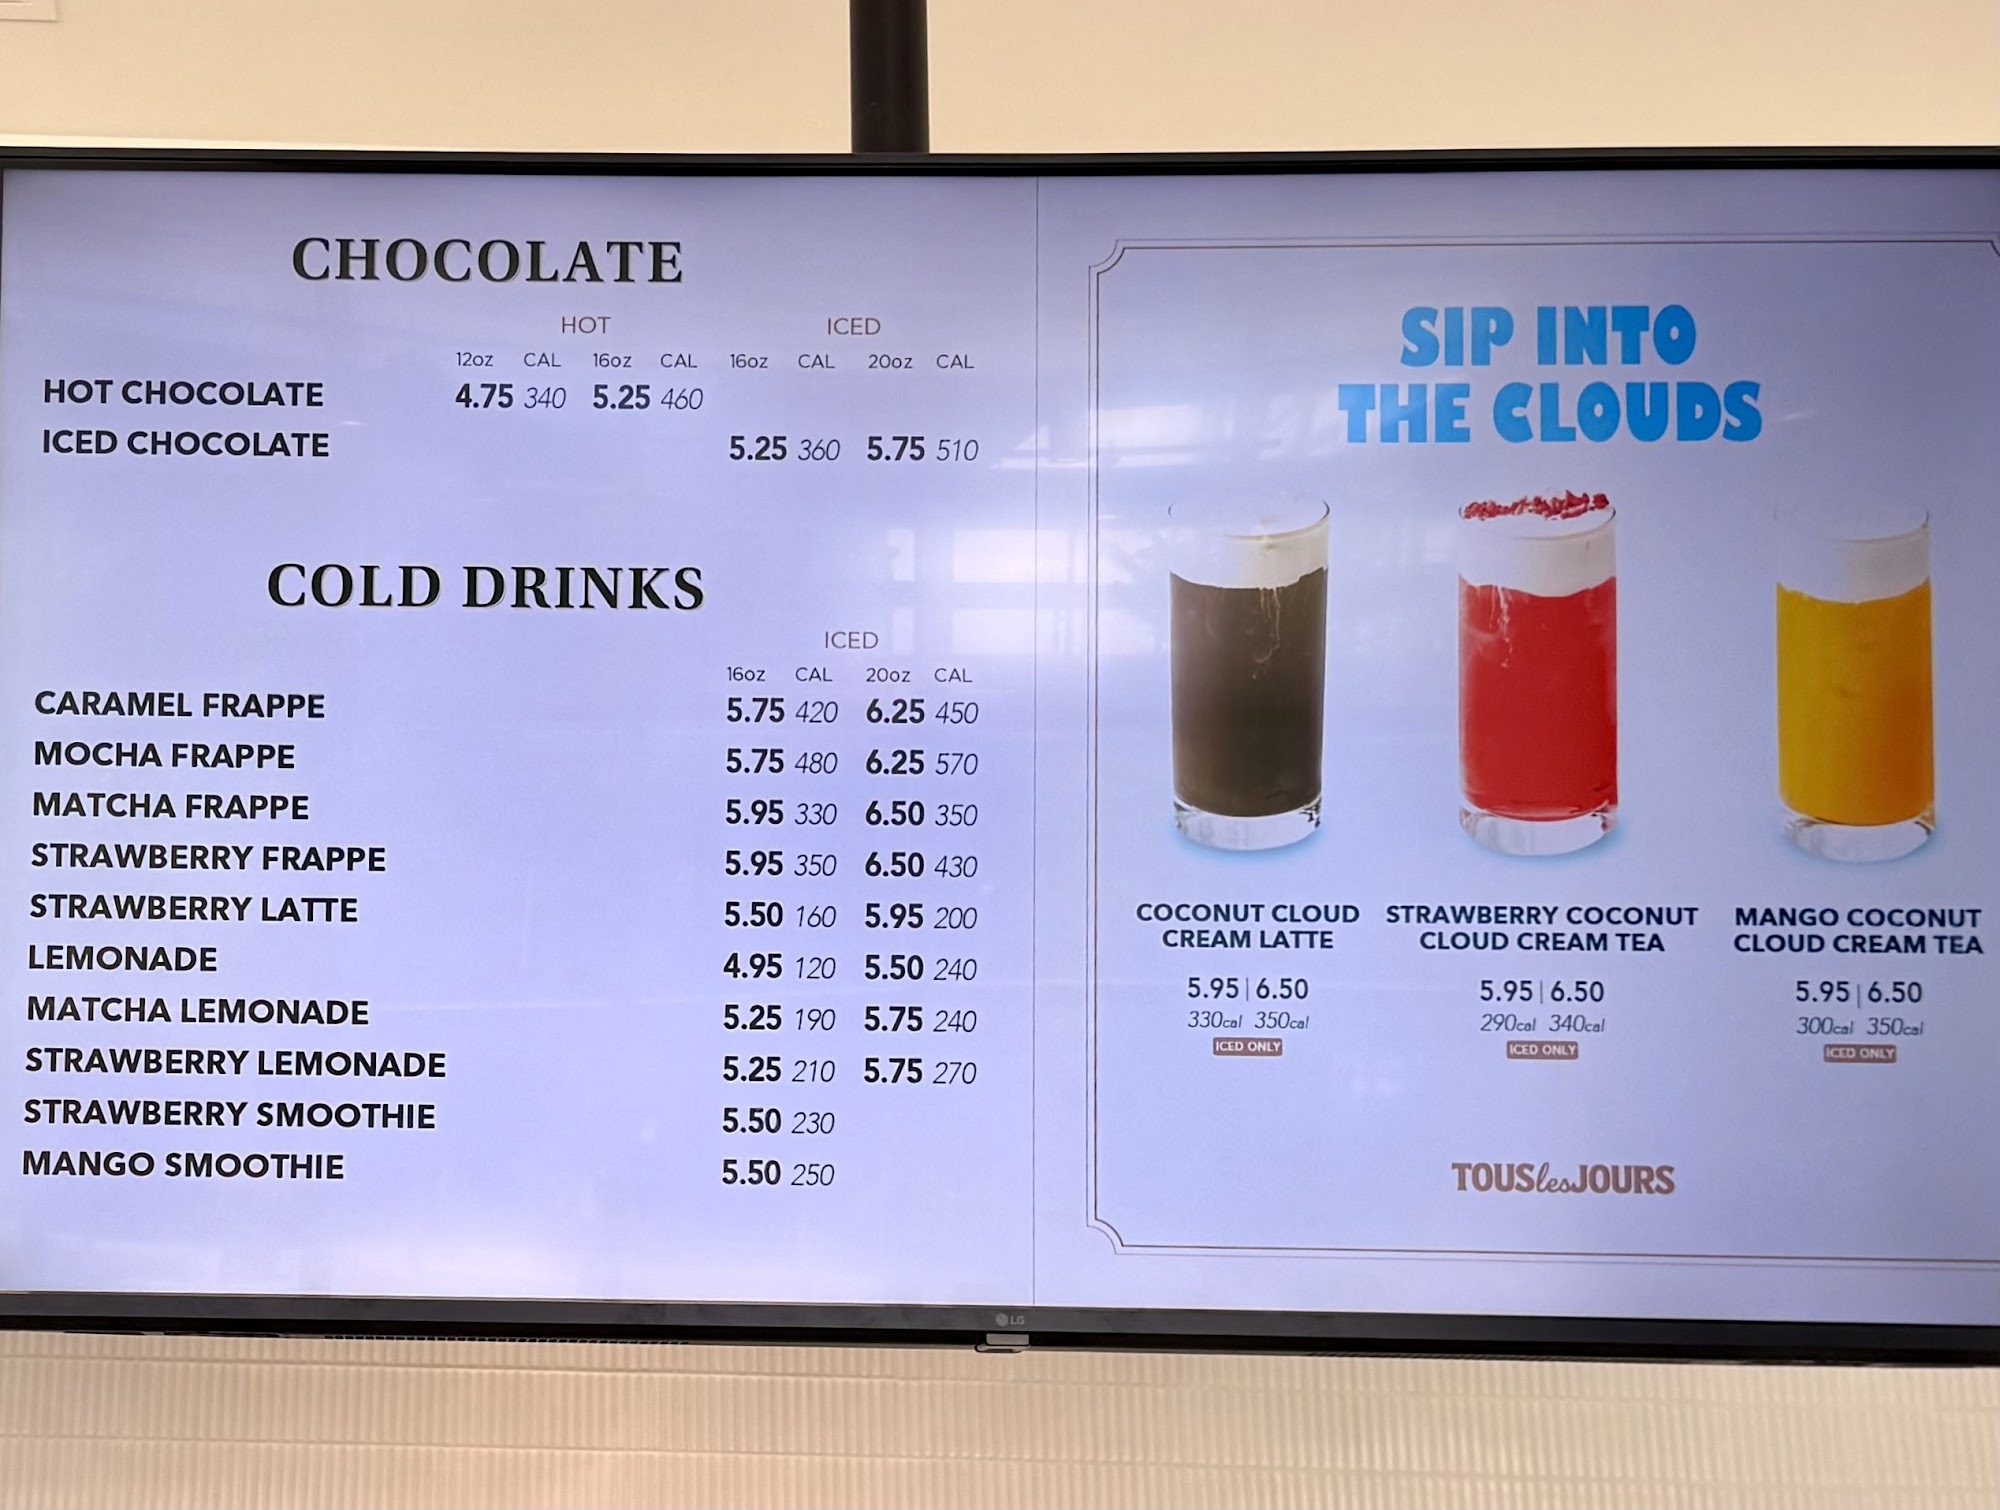 CHOCOLATE
HOT ICED
12oz CAL 16oz CAL 16oz CAL 20oz CAL
HOT CHOCOLATE 4.75 340 5.25 460
ICED CHOCOLATE 5.25 360 5.75 510
COLD DRINKS
ICED
16oz CAL 20oz CAL
CARAMEL FRAPPE 5.75 420 6.25 450
MOCHA FRAPPE 5.75 480 6.25 570
MATCHA FRAPPE 5.95 330 6.50 350
STRAWBERRY FRAPPE 5.95 350 6.50 430
STRAWBERRY LATTE 5.50 160 5.95 200
LEMONADE 4.95 120 5.50 240
MATCHA LEMONADE 5.25 190 5.75 240
STRAWBERRY LEMONADE 5.25 210 5.75 270
STRAWBERRY SMOOTHIE 5.50 230
MANGO SMOOTHIE 5.50 250
SIP INTO
THE CLOUDS
COCONUT CLOUD
CREAM LATTE
5.95 | 6.50
330cal 350cal
ICED ONLY
STRAWBERRY COCONUT
CLOUD CREAM TEA
5.95 | 6.50
290cal 340cal
ICED ONLY
MANGO COCONUT
CLOUD CREAM TEA
5.95 | 6.50
300cal 350cal
ICED ONLY
TOUSlesJOURS
LG